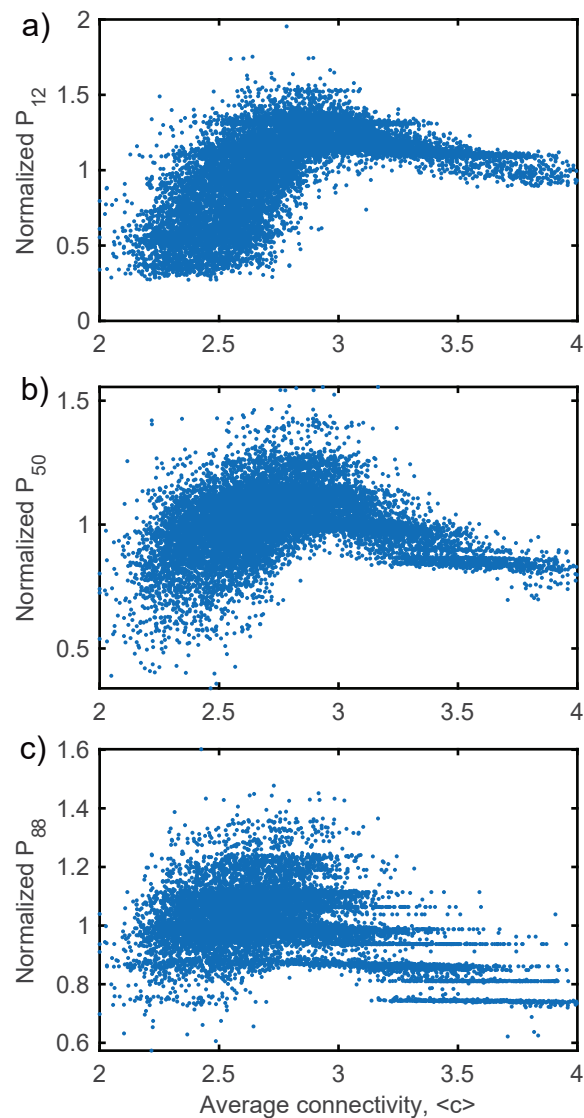 a)
2
1.5
1
0.5
0
Normalized P12
2 2.5 3 3.5 4
b)
1.5
1
0.5
Normalized P50
2 2.5 3 3.5 4
c)
1.6
1.4
1.2
1
0.8
0.6
Normalized P88
2 2.5 3 3.5 4
Average connectivity, <c>